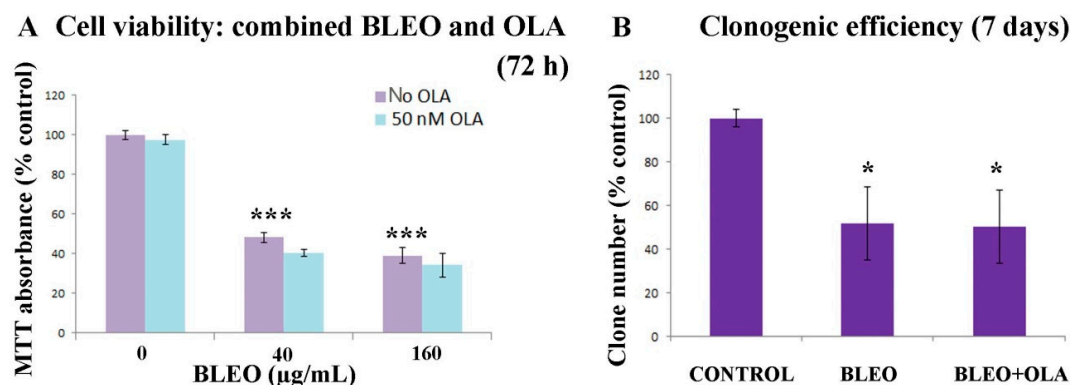 A Cell viability: combined BLEO and OLA
(72 h)
MTT absorbance (% control)
120
100
80
60
40
20
0
No OLA
50 nM OLA
***
***
0 40 160
BLEO (µg/mL)
B Clonogenic efficiency (7 days)
Clone number (% control)
120
100
80
60
40
20
0
*
*
CONTROL BLEO BLEO+OLA